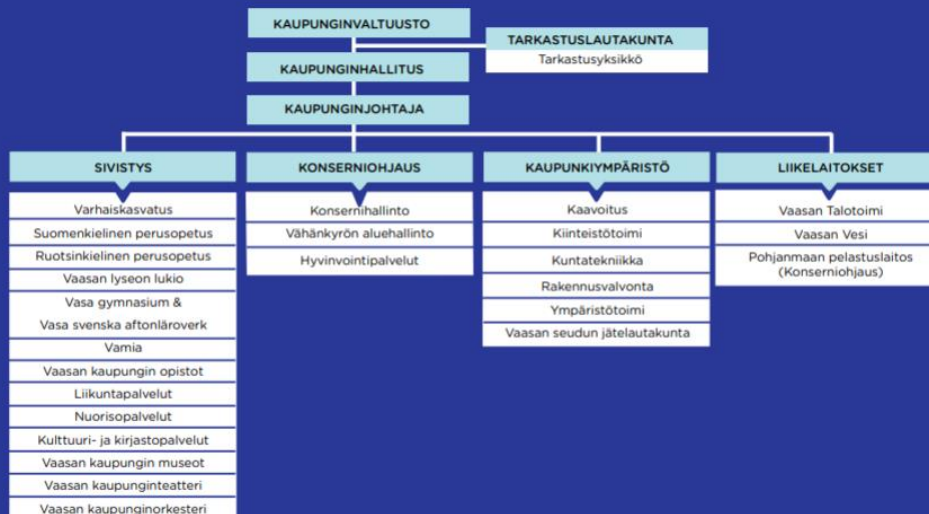 KAUPUNGINVALTUUSTO
TARKASTUSLAUTAKUNTA
Tarkastusyksikkö
KAUPUNGINHALLITUS
KAUPUNGINJOHTAJA
SIVISTYS
Varhaiskasvatus
Suomenkielinen perusopetus
Ruotsinkielinen perusopetus
Vaasan lyseon lukio
Vasa gymnasium &
Vasa svenska aftonläroverk
Vamia
Vaasan kaupungin opistot
Liikuntapalvelut
Nuorisopalvelut
Kulttuuri- ja kirjastopalvelut
Vaasan kaupungin museot
Vaasan kaupunginteatteri
Vaasan kaupunginorkesteri
KONSERNIOHJAUS
Konsernihallinto
Vähänkyrön aluehallinto
Hyvinvointipalvelut
KAUPUNKIYMPÄRISTÖ
Kaavoitus
Kiinteistötoimi
Kuntatekniikka
Rakennusvalvonta
Ympäristötoimi
Vaasan seudun jätelautakunta
LIIKELAITOKSET
Vaasan Talotoimi
Vaasan Vesi
Pohjanmaan pelastuslaitos
(Konserniohjaus)